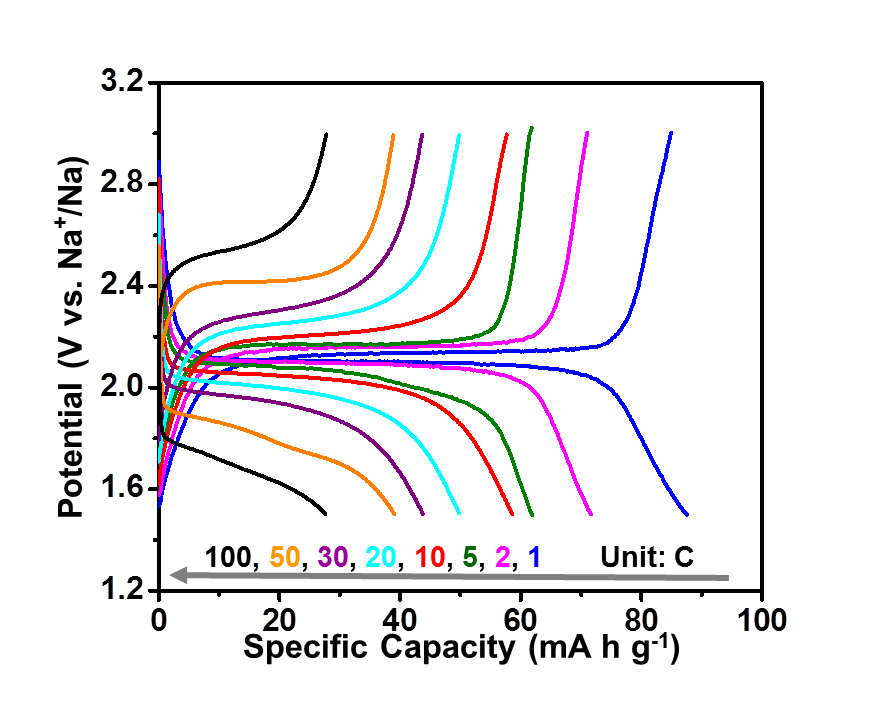 3.2
2.8
2.4
2.0
1.6
1.2
Potential (V vs. Na⁺/Na)
100, 50, 30, 20, 10, 5, 2, 1 Unit: C
0 20 40 60 80 100
Specific Capacity (mA h g⁻¹)